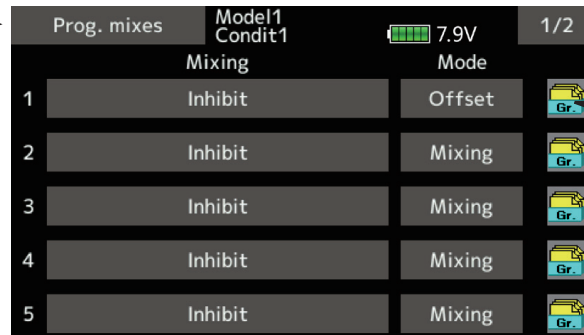 Prog. mixes Model1 Condit1 7.9V 1/2
Mixing Mode
1 Inhibit Offset Gr.
2 Inhibit Mixing Gr.
3 Inhibit Mixing Gr.
4 Inhibit Mixing Gr.
5 Inhibit Mixing Gr.